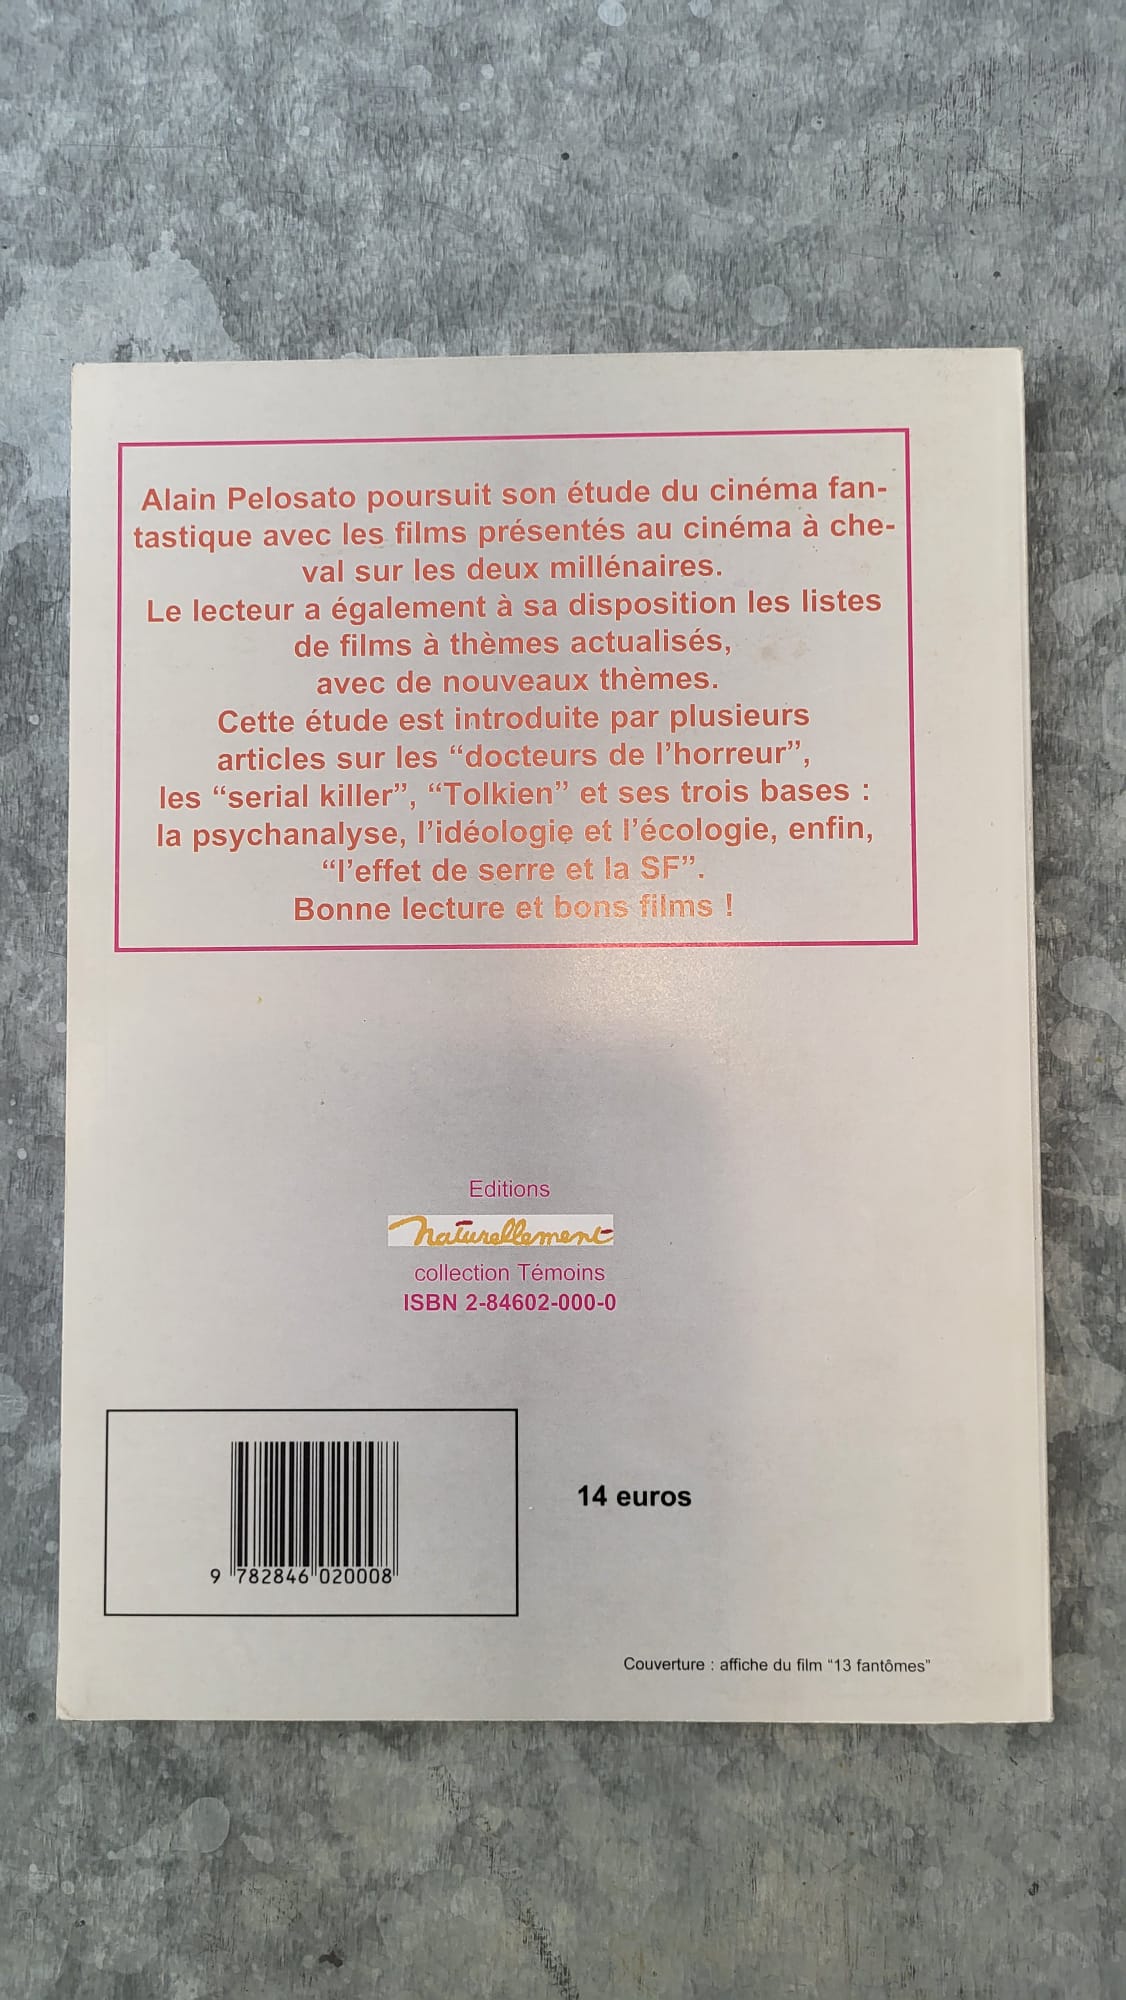 Alain Pelosato poursuit son étude du cinéma fan-
tastique avec les films présentés au cinéma à che-
val sur les deux millénaires.
Le lecteur a également à sa disposition les listes
de films à thèmes actualisés,
avec de nouveaux thèmes.
Cette étude est introduite par plusieurs
articles sur les “docteurs de l’horreur”,
les “serial killer”, “Tolkien” et ses trois bases :
la psychanalyse, l’idéologie et l’écologie, enfin,
“l’effet de serre et la SF”.
Bonne lecture et bons films !
Editions
naturellement
collection Témoins
ISBN 2-84602-000-0
9 782846 020008
14 euros
Couverture : affiche du film “13 fantômes”